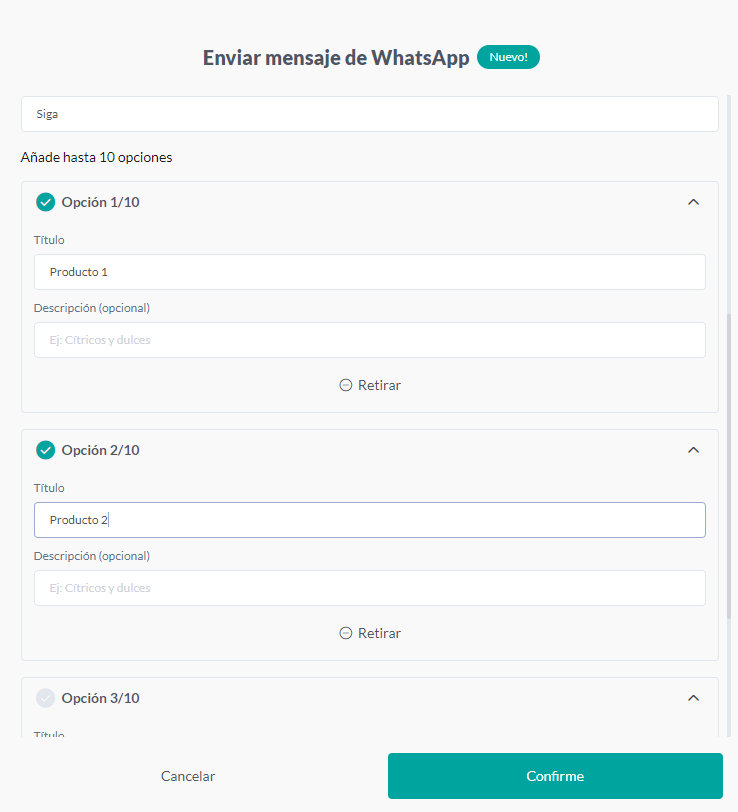 Enviar mensaje de WhatsApp Nuevo!
Siga
Añade hasta 10 opciones
Opción 1/10
Título
Producto 1
Descripción (opcional)
Ej: Cítricos y dulces
Retirar
Opción 2/10
Título
Producto 2
Descripción (opcional)
Ej: Cítricos y dulces
Retirar
Opción 3/10
Título
Cancelar Confirme